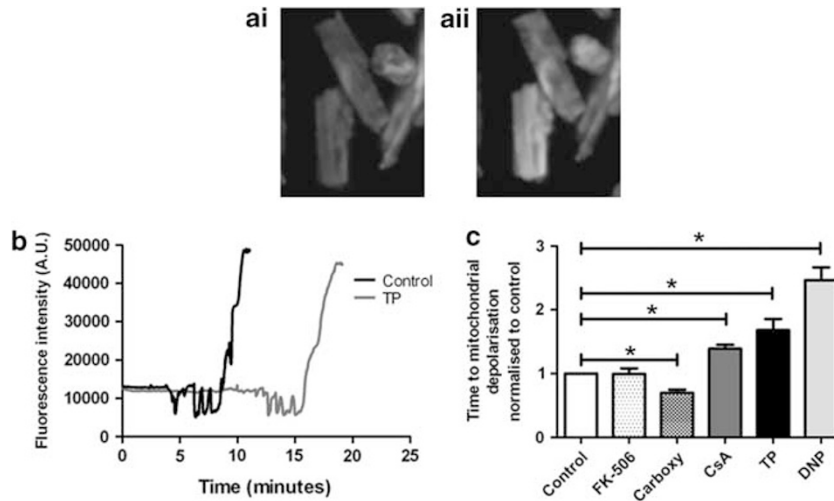 ai
aii
b
Fluorescence intensity (A.U.)
50000
40000
30000
20000
10000
0
0
5
10
15
20
25
Time (minutes)
Control
TP
c
Time to mitochondrial
depolarisation
normalised to control
3
2
1
0
*
*
*
*
Control
FK-506
Carboxy
CsA
TP
DNP